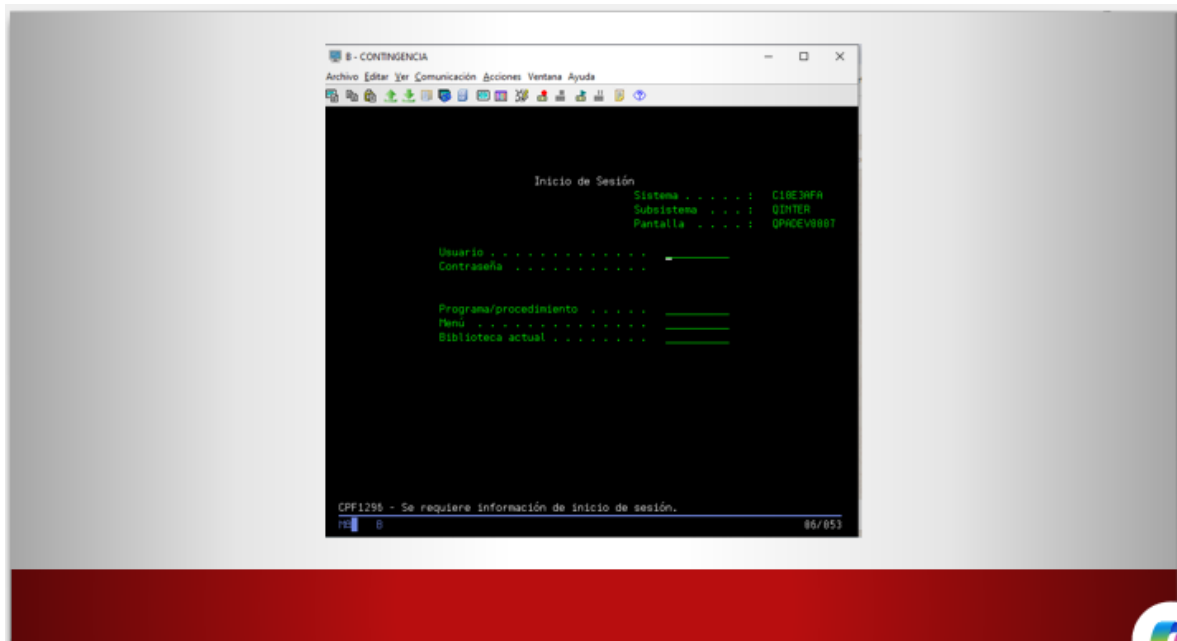 B - CONTINGENCIA
Archivo Editar Ver Comunicación Acciones Ventana Ayuda
Inicio de Sesión
Sistema . . . . . : C10E3AFA
Subsistema . . . : QINTER
Pantalla . . . . : QPADEV0007
Usuario . . . . . . . . . . . . .
Contraseña . . . . . . . . . . .
Programa/procedimiento . . . . .
Menú . . . . . . . . . . . . . .
Biblioteca actual . . . . . . . .
CPF1296 - Se requiere información de inicio de sesión.
B 06/053